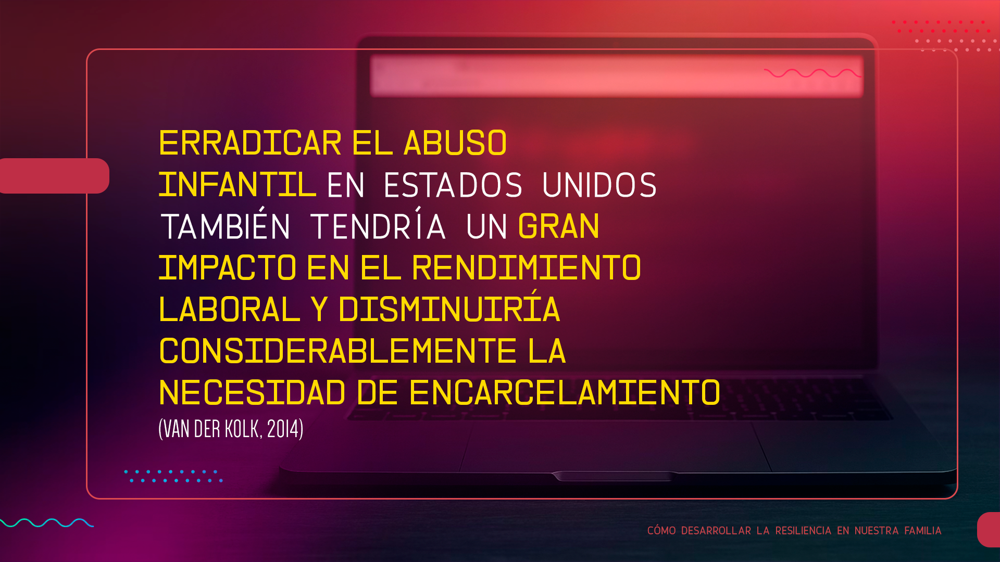 ERRADICAR EL ABUSO
INFANTIL EN ESTADOS UNIDOS
TAMBIÉN TENDRÍA UN GRAN
IMPACTO EN EL RENDIMIENTO
LABORAL Y DISMINUIRÍA
CONSIDERABLEMENTE LA
NECESIDAD DE ENCARCELAMIENTO
(VAN DER KOLK, 2014)
CÓMO DESARROLLAR LA RESILIENCIA EN NUESTRA FAMILIA